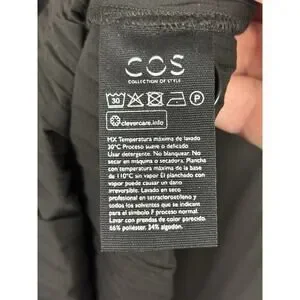 COS
COLLECTION OF STYLE
30 P
clevercare.info
MX Temperatura máxima de lavado
30°C Proceso suave o delicado
Usar detergente. No blanquear. No
secar en máquina o secadora. Plancha
con temperatura máxima de la base
de 110°C sin vapor El planchado con
vapor puede causar un daño
irreversible. Lavado en seco
profesional en tetracloroetileno y
todos los solventes que se indican
para el símbolo F proceso normal.
Lavar con prendas de color parecido.
66% poliéster. 34% algodón.